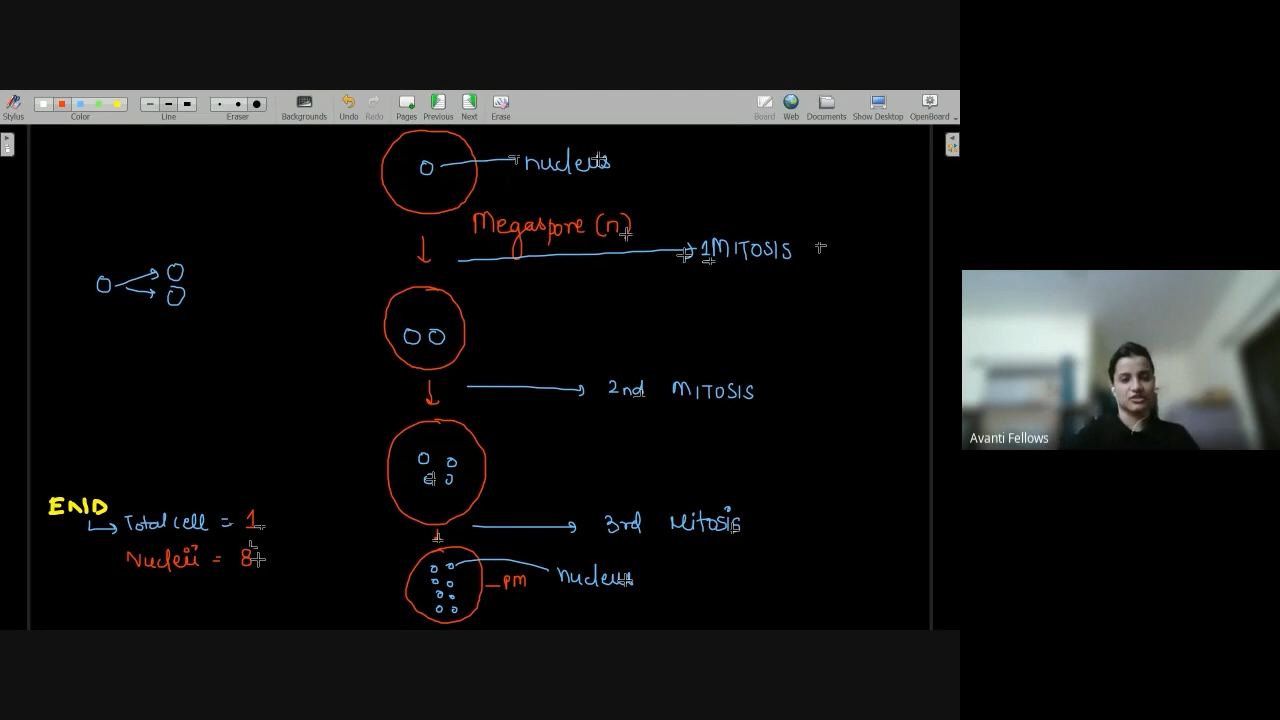 Stylus
Color
Line
Eraser
Backgrounds
Undo
Redo
Pages
Previous
Next
Erase
Board
Web
Documents
Show Desktop
OpenBoard
nucleus
Megaspore (n)
1 MITOSIS
2nd MITOSIS
END
Total cell = 1
3rd Mitosis
Nucleii = 8
PM
nucleus
Avanti Fellows